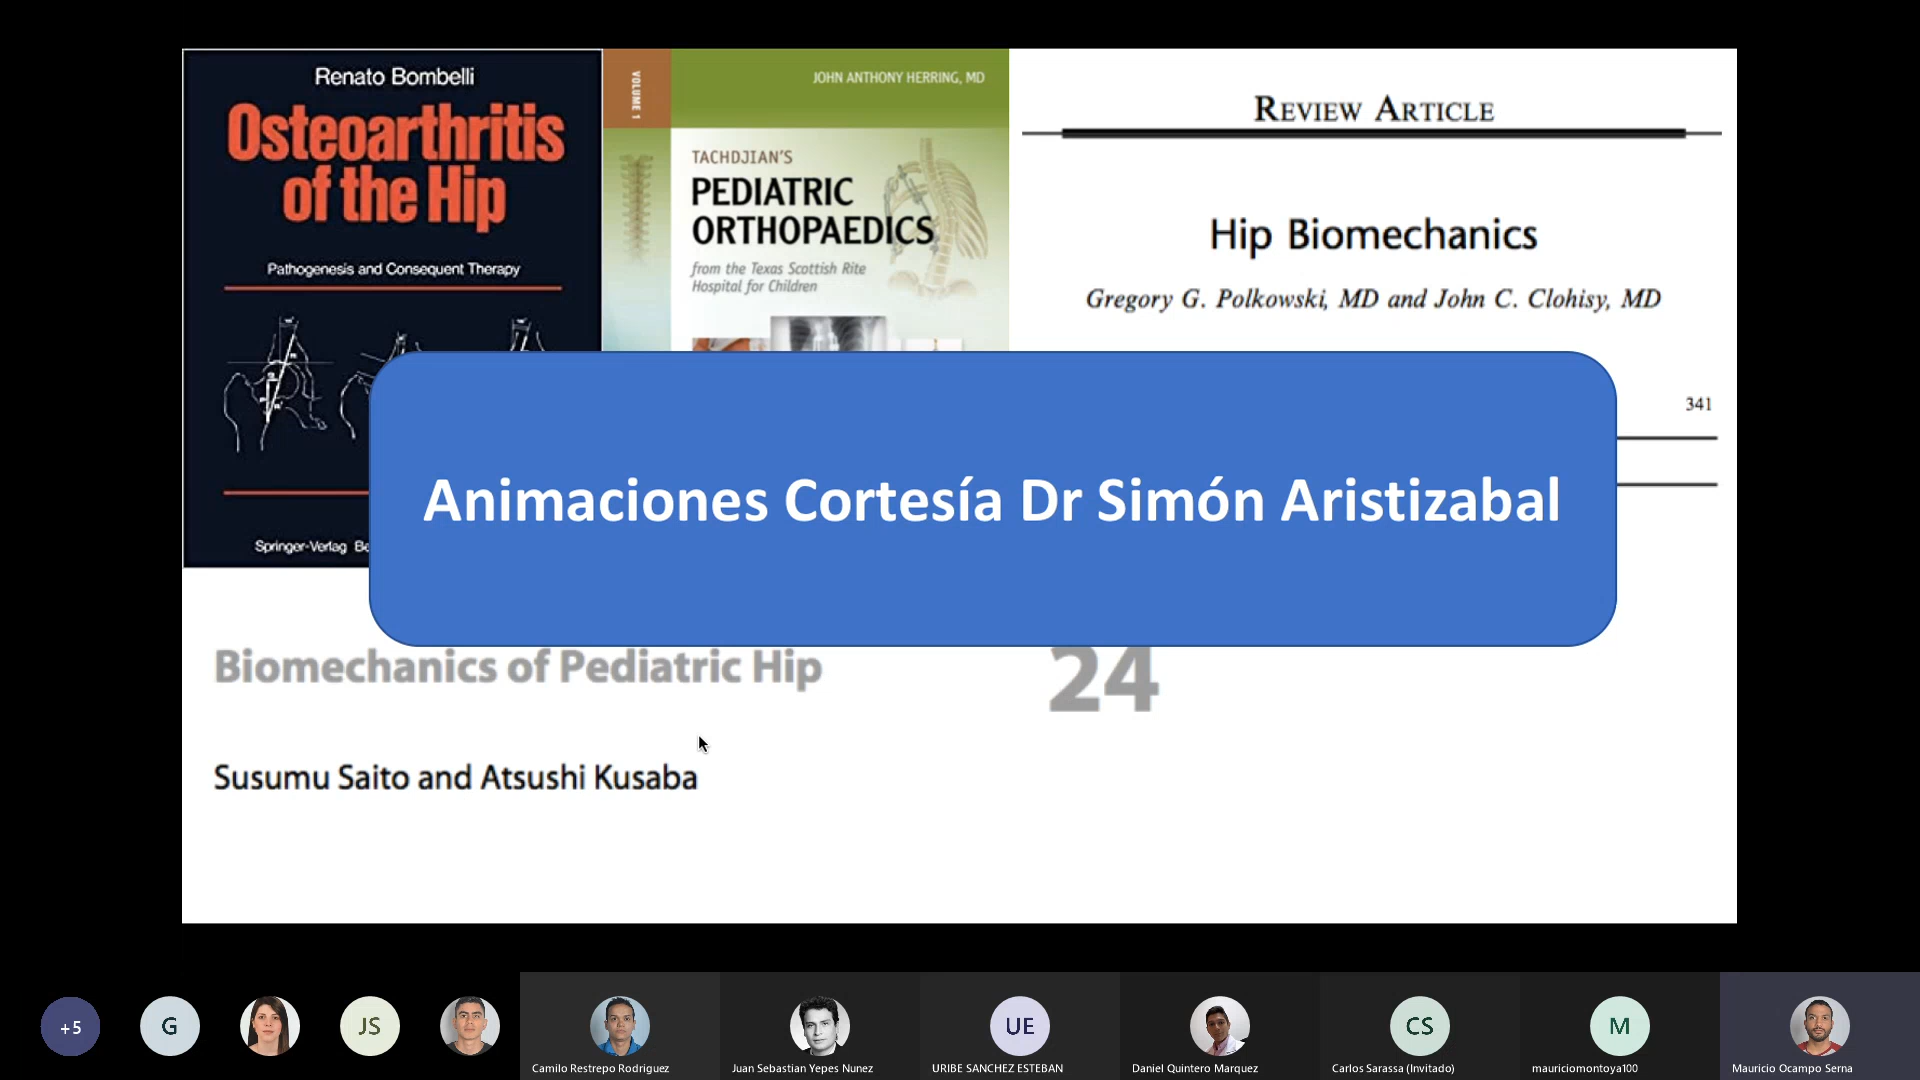 Renato Bombelli
Osteoarthritis
of the Hip
Pathogenesis and Consequent Therapy
Springer-Verlag
VOLUME 1
JOHN ANTHONY HERRING, MD
TACHDJIAN'S
PEDIATRIC
ORTHOPAEDICS
from the Texas Scottish Rite
Hospital for Children
REVIEW ARTICLE
Hip Biomechanics
Gregory G. Polkowski, MD and John C. Clohisy, MD
341
Animaciones Cortesía Dr Simón Aristizabal
Biomechanics of Pediatric Hip
24
Susumu Saito and Atsushi Kusaba
+5
G
JS
Camilo Restrepo Rodriguez
Juan Sebastian Yepes Nunez
UE
URIBE SANCHEZ ESTEBAN
Daniel Quintero Marquez
CS
Carlos Sarassa (Invitado)
M
mauriciomontoya100
Mauricio Ocampo Serna